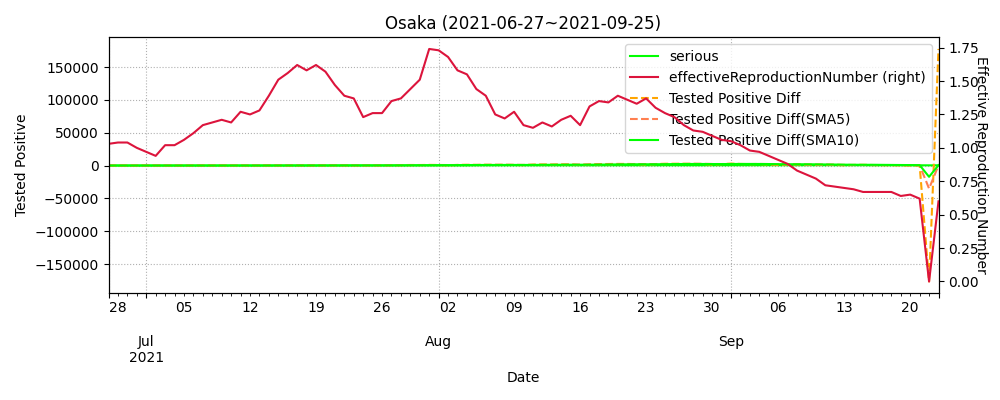 Osaka (2021-06-27~2021-09-25)
serious
effectiveReproductionNumber (right)
Tested Positive Diff
Tested Positive Diff(SMA5)
Tested Positive Diff(SMA10)
Tested Positive
150000
100000
50000
0
−50000
−100000
−150000
1.75
1.50
1.25
1.00
0.75
0.50
0.25
0.00
Effective Reproduction Number
28 05 12 19 26 02 09 16 23 30 06 13 20
Jul Aug Sep
2021
Date